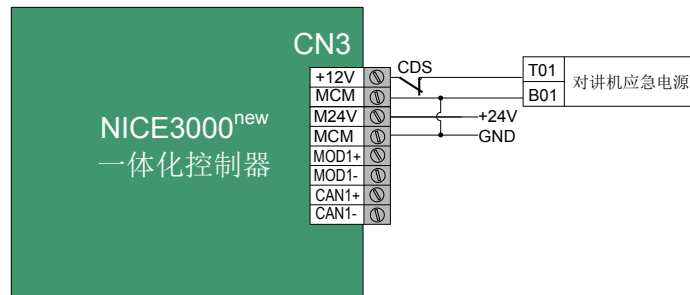 CN3
+12V
CDS
T01
对讲机应急电源
MCM
B01
NICE3000new
M24V
+24V
一体化控制器
MCM
GND
MOD1+
MOD1-
CAN1+
CAN1-